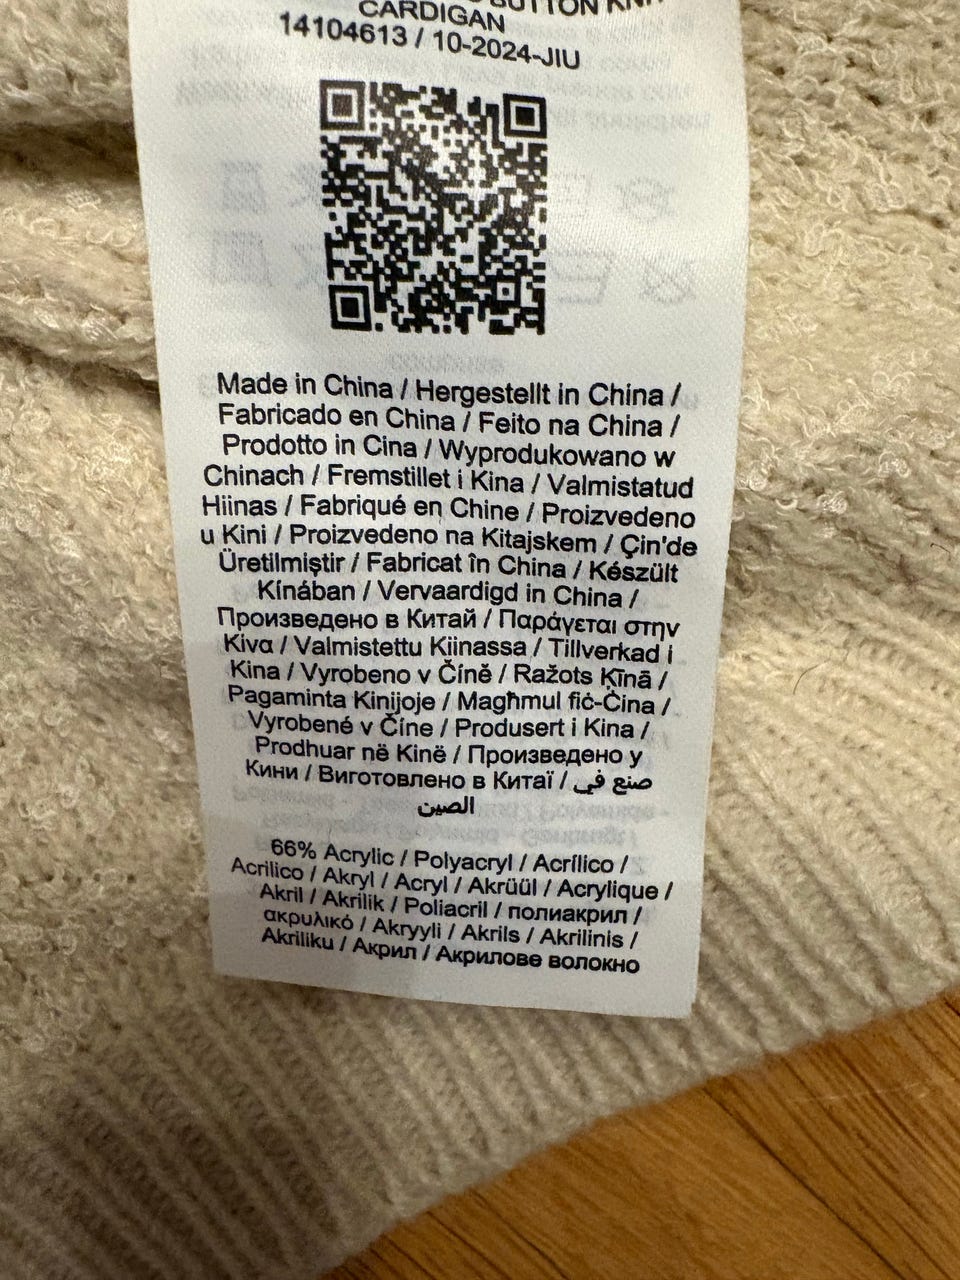 BUTTON
CARDIGAN
14104613 / 10-2024-JIU
Made in China / Hergestellt in China /
Fabricado en China / Feito na China /
Prodotto in Cina / Wyprodukowano w
Chinach / Fremstillet i Kina / Valmistatud
Hiinas / Fabriqué en Chine / Proizvedeno
u Kini / Proizvedeno na Kitajskem / Çin'de
Üretilmiştir / Fabricat în China / Készült
Kínában / Vervaardigd in China /
Произведено в Китай / Παράγεται στην
Κίνα / Valmistettu Kiinassa / Tillverkad i
Kina / Vyrobeno v Číně / Ražots Ķīnā /
Pagaminta Kinijoje / Magħmul fiċ-Ċina /
Vyrobené v Číne / Produsert i Kina /
Prodhuar në Kinë / Произведено у
Кини / Виготовлено в Китаї / صنع في
الصين
66% Acrylic / Polyacryl / Acrílico /
Acrilico / Akryl / Acryl / Akrüül / Acrylique /
Akril / Akrilik / Poliacril / полиакрил /
ακρυλικό / Akryyli / Akrils / Akrilinis /
Akriliku / Акрил / Акрилове волокно